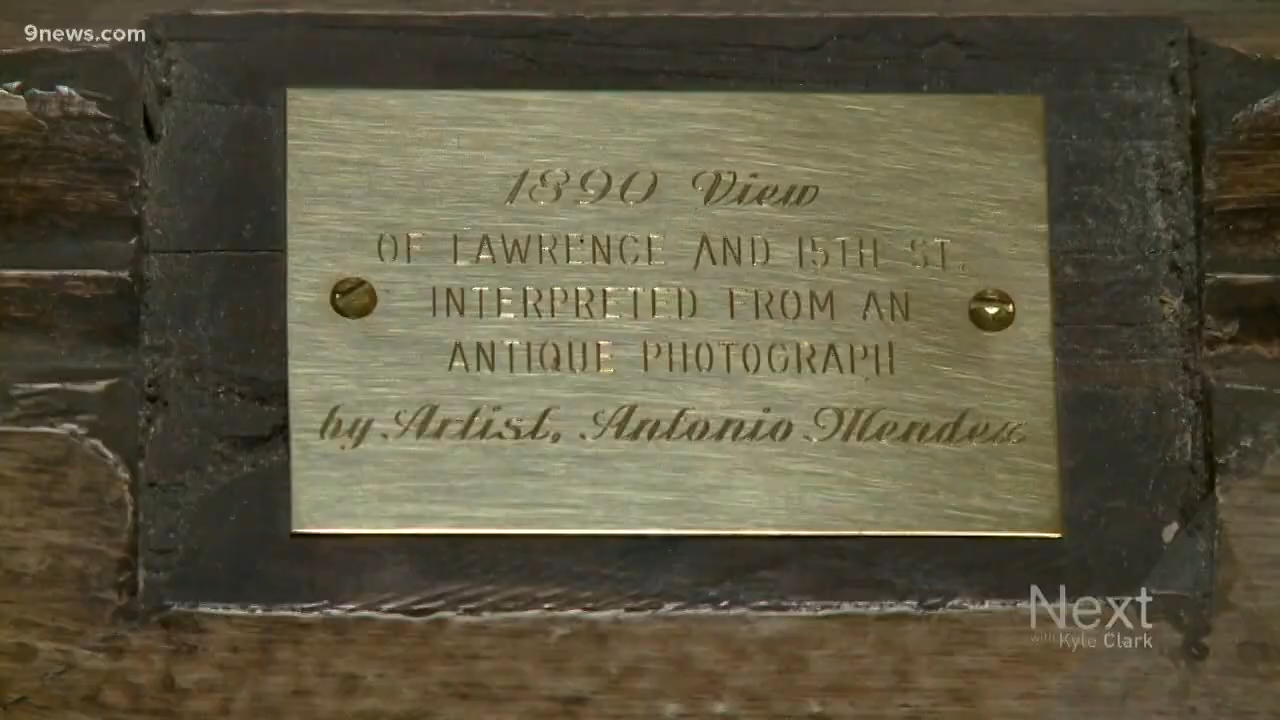 9news.com
1890 View
OF LAWRENCE AND 15TH ST.
INTERPRETED FROM AN
ANTIQUE PHOTOGRAPH
by Artist, Antonio Mendez
Next
with Kyle Clark